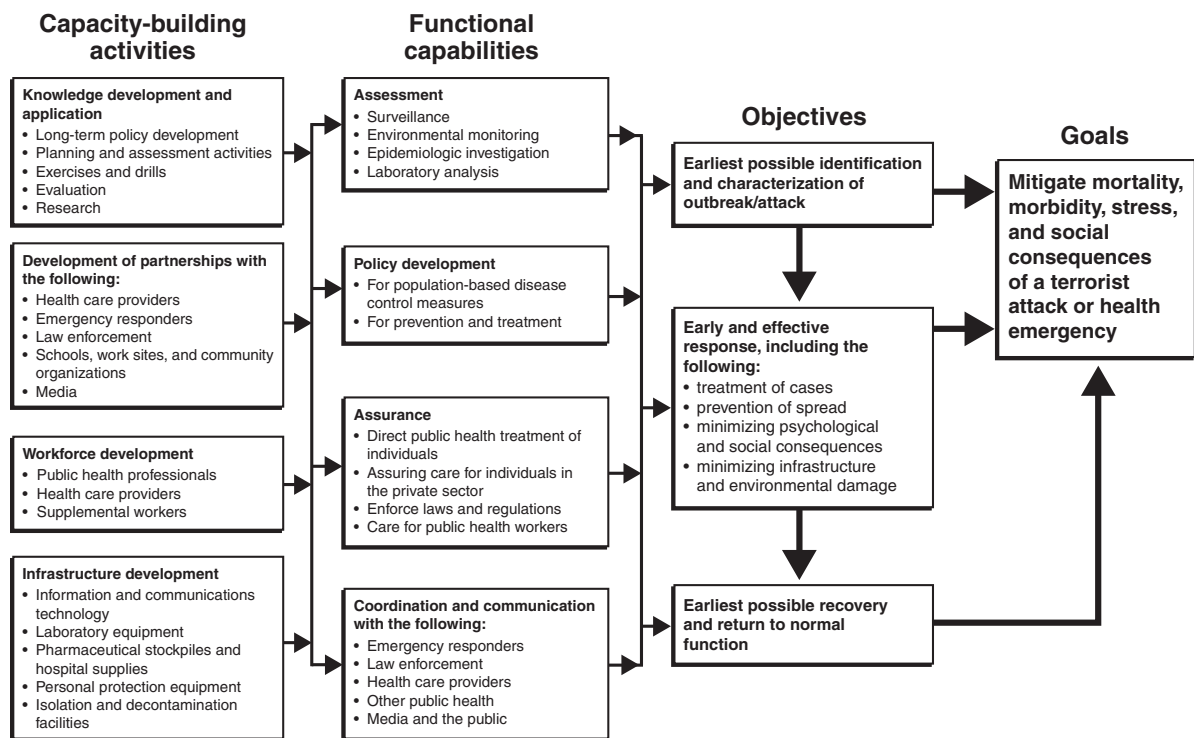 Capacity-building
activities
Knowledge development and
application
• Long-term policy development
• Planning and assessment activities
• Exercises and drills
• Evaluation
• Research
Development of partnerships with
the following:
• Health care providers
• Emergency responders
• Law enforcement
• Schools, work sites, and community
organizations
• Media
Workforce development
• Public health professionals
• Health care providers
• Supplemental workers
Infrastructure development
• Information and communications
technology
• Laboratory equipment
• Pharmaceutical stockpiles and
hospital supplies
• Personal protection equipment
• Isolation and decontamination
facilities
Functional
capabilities
Assessment
• Surveillance
• Environmental monitoring
• Epidemiologic investigation
• Laboratory analysis
Policy development
• For population-based disease
control measures
• For prevention and treatment
Assurance
• Direct public health treatment of
individuals
• Assuring care for individuals in
the private sector
• Enforce laws and regulations
• Care for public health workers
Coordination and communication
with the following:
• Emergency responders
• Law enforcement
• Health care providers
• Other public health
• Media and the public
Objectives
Earliest possible identification
and characterization of
outbreak/attack
Early and effective
response, including the
following:
• treatment of cases
• prevention of spread
• minimizing psychological
and social consequences
• minimizing infrastructure
and environmental damage
Earliest possible recovery
and return to normal
function
Goals
Mitigate mortality,
morbidity, stress,
and social
consequences
of a terrorist
attack or health
emergency